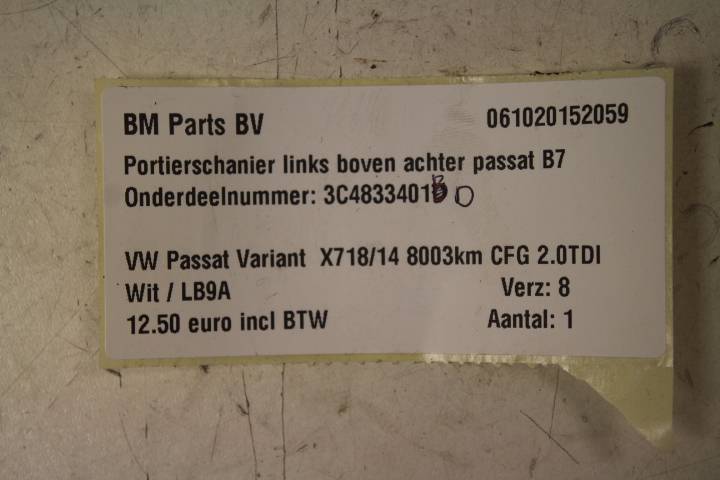 BM Parts BV 061020152059
Portierschanier links boven achter passat B7
Onderdeelnummer: 3C4833401B D
VW Passat Variant X718/14 8003km CFG 2.0TDI
Wit / LB9A Verz: 8
12.50 euro incl BTW Aantal: 1